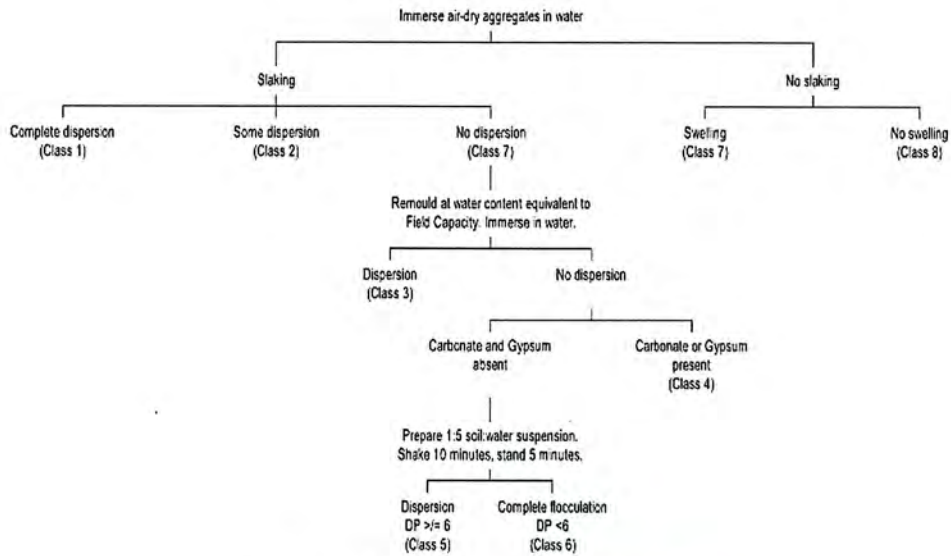 Immerse air-dry aggregates in water
Slaking
No slaking
Complete dispersion
(Class 1)
Some dispersion
(Class 2)
No dispersion
(Class 7)
Swelling
(Class 7)
No swelling
(Class 8)
Remould at water content equivalent to
Field Capacity. Immerse in water.
Dispersion
(Class 3)
No dispersion
Carbonate and Gypsum
absent
Carbonate or Gypsum
present
(Class 4)
Prepare 1:5 soil:water suspension.
Shake 10 minutes, stand 5 minutes.
Dispersion
DP >/= 6
(Class 5)
Complete flocculation
DP <6
(Class 6)